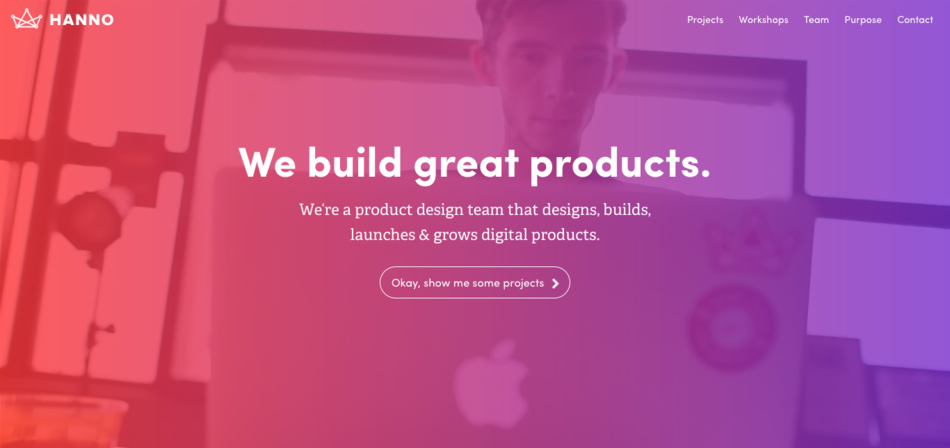 HANNO
Projects Workshops Team Purpose Contact
We build great products.
We're a product design team that designs, builds,
launches & grows digital products.
Okay, show me some projects